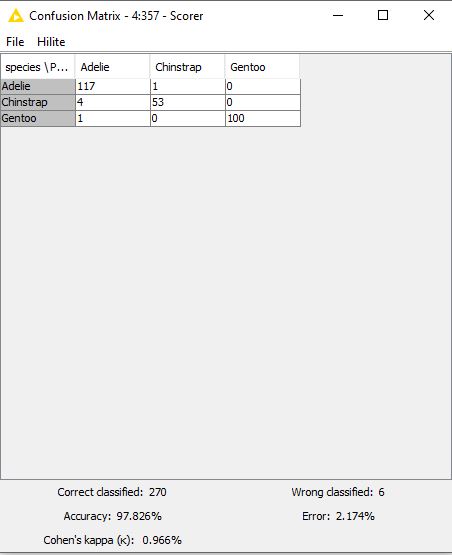 Confusion Matrix - 4:357 - Scorer
File Hilite
species \ P... Adelie Chinstrap Gentoo
Adelie 117 1 0
Chinstrap 4 53 0
Gentoo 1 0 100
Correct classified: 270 Wrong classified: 6
Accuracy: 97.826% Error: 2.174%
Cohen's kappa (κ): 0.966%